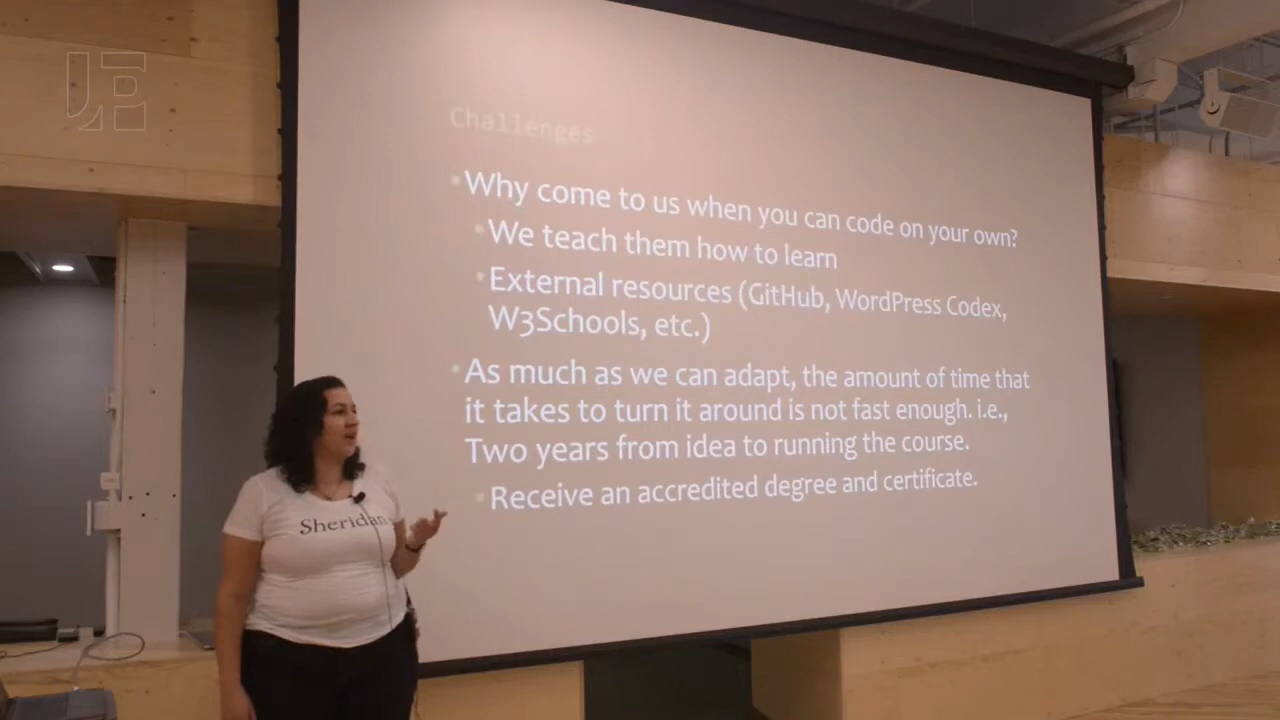 Challenges
Why come to us when you can code on your own?
We teach them how to learn
External resources (GitHub, WordPress Codex,
W3Schools, etc.)
As much as we can adapt, the amount of time that
it takes to turn it around is not fast enough. i.e.,
Two years from idea to running the course.
Receive an accredited degree and certificate.
Sheridan